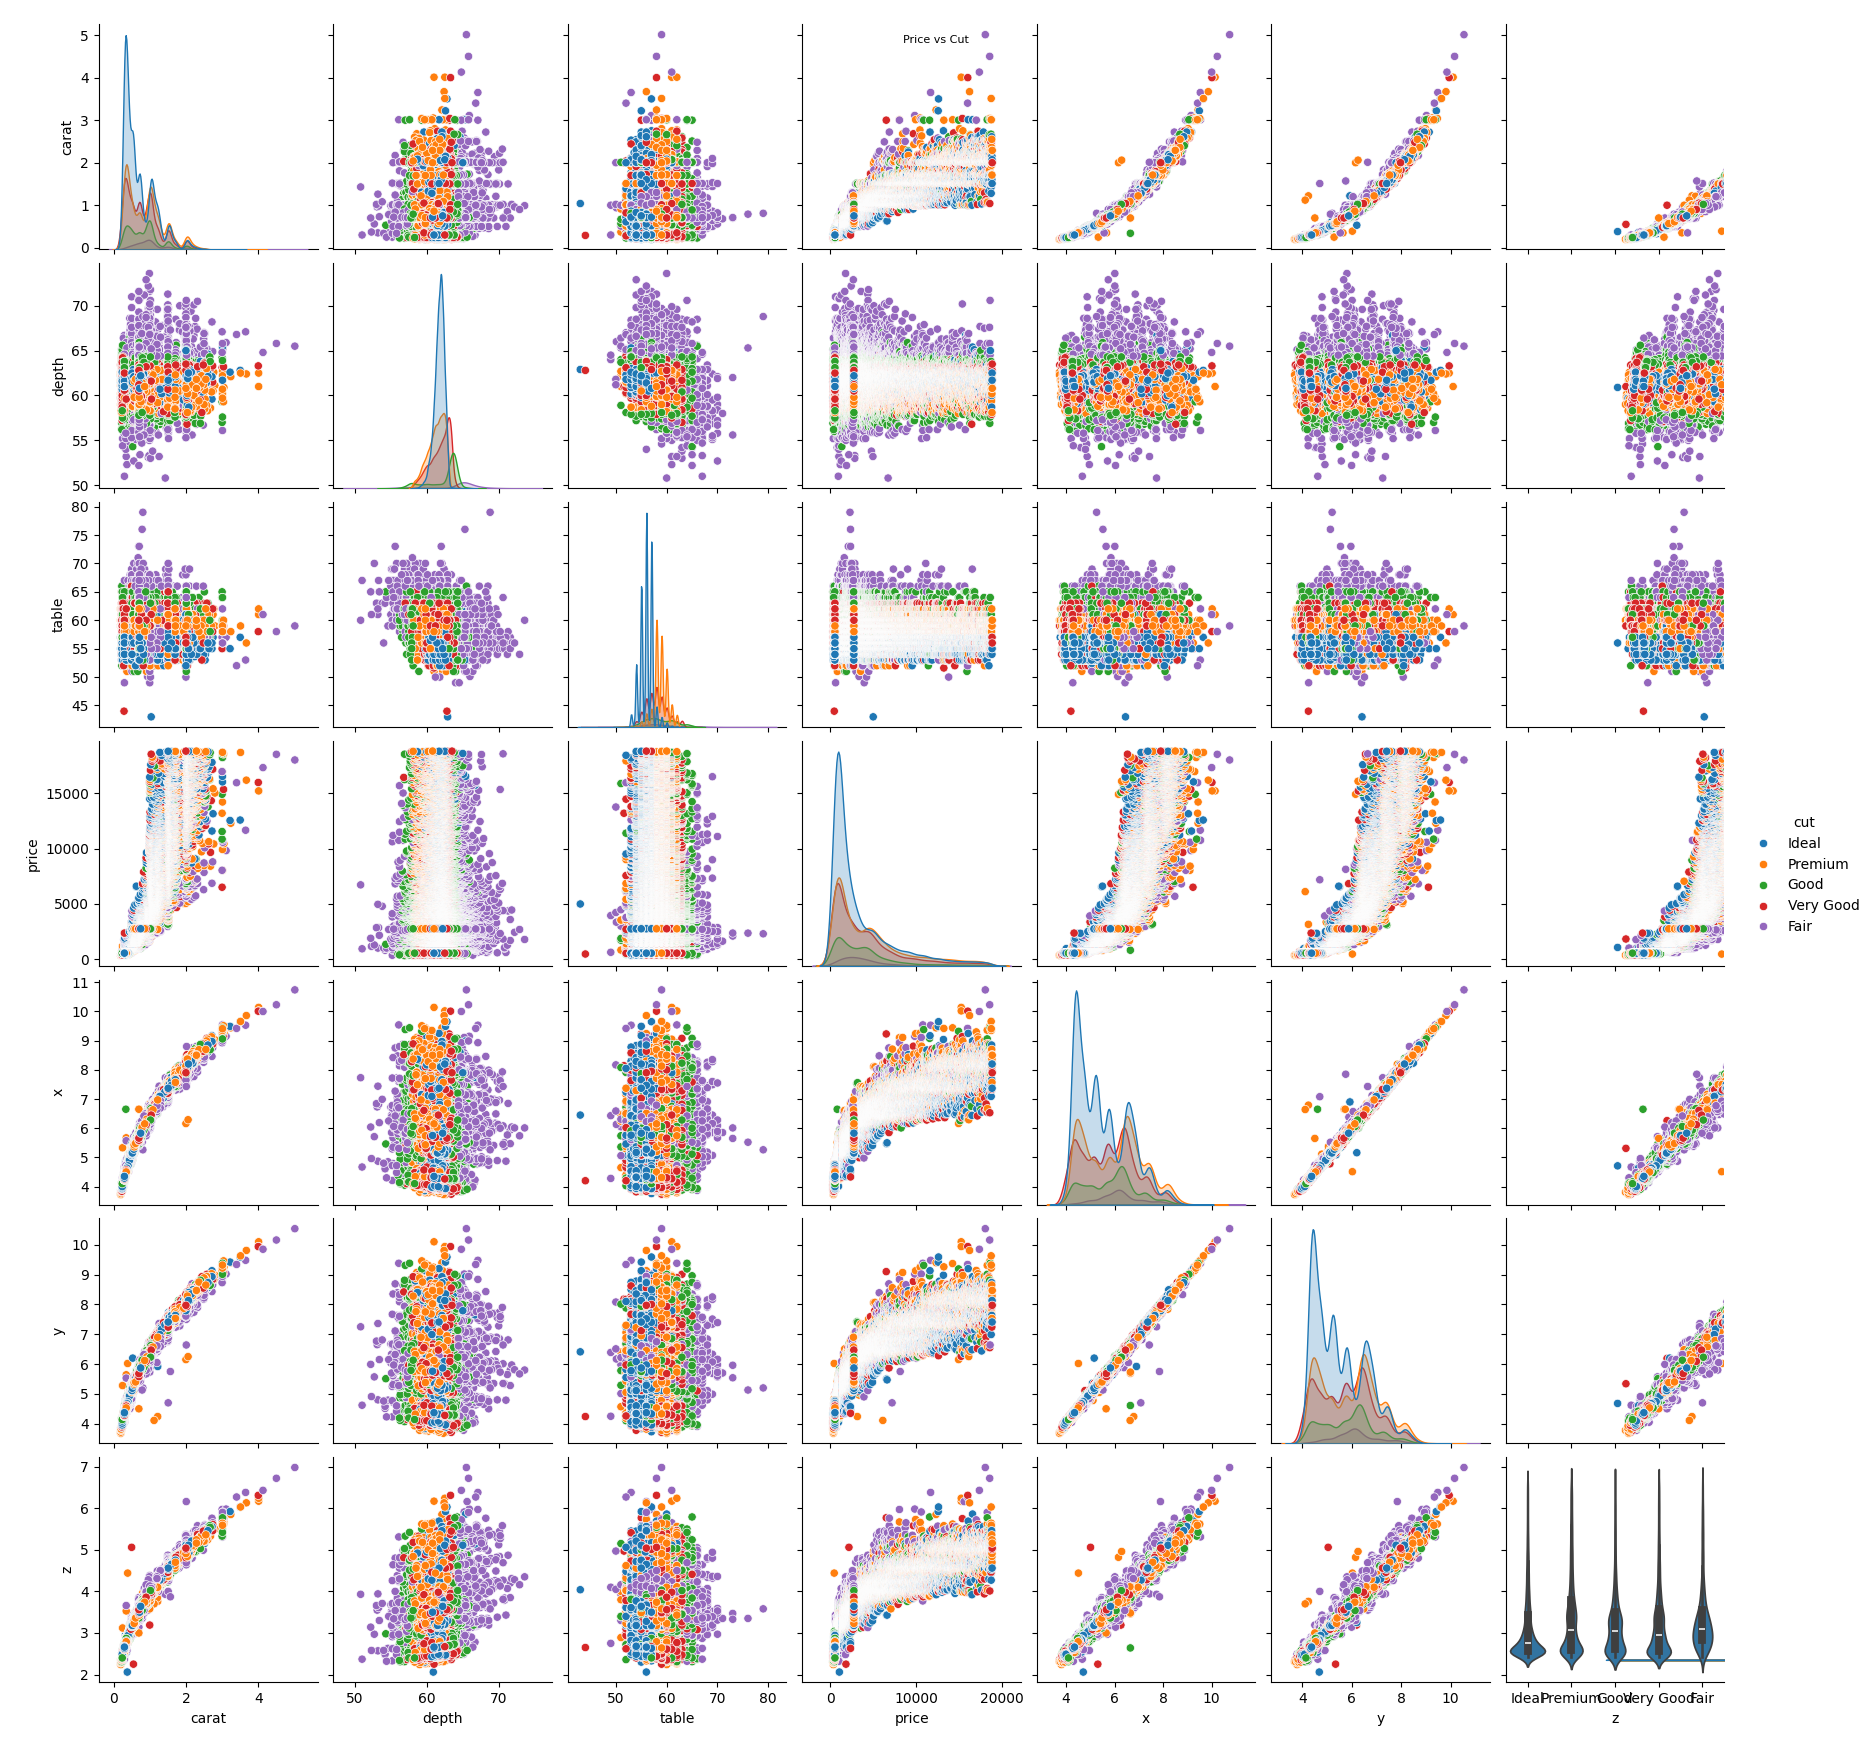 Price vs Cut
5
4
3
2
1
0
carat
70
65
60
55
50
depth
80
75
70
65
60
55
50
45
table
15000
10000
5000
0
price
cut
Ideal
Premium
Good
Very Good
Fair
11
10
9
8
7
6
5
4
x
10
9
8
7
6
5
4
y
7
6
5
4
3
2
z
0 2 4
50 60 70
50 60 70 80
0 10000 20000
4 6 8 10
4 6 8 10
Ideal Premium Good Very Good Fair
carat depth table price x y z